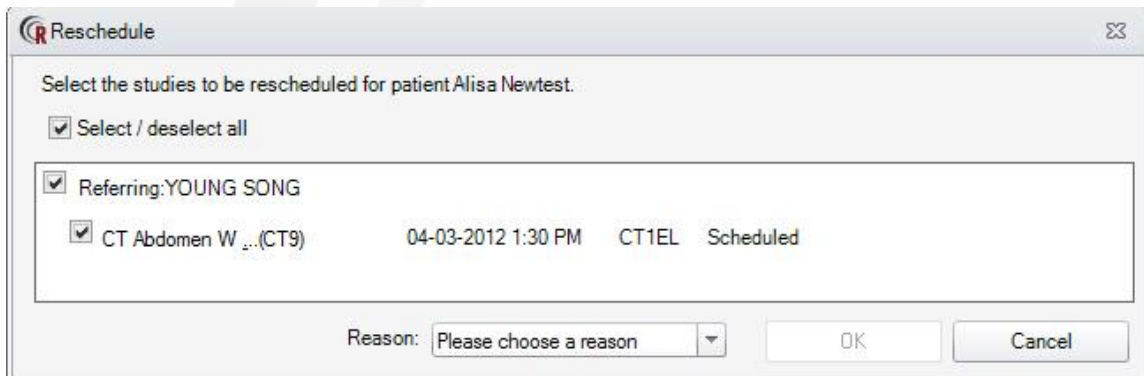 Reschedule
Select the studies to be rescheduled for patient Alisa Newtest.
Select / deselect all
Referring:YOUNG SONG
CT Abdomen W ...(CT9) 04-03-2012 1:30 PM CT1EL Scheduled
Reason: Please choose a reason OK Cancel